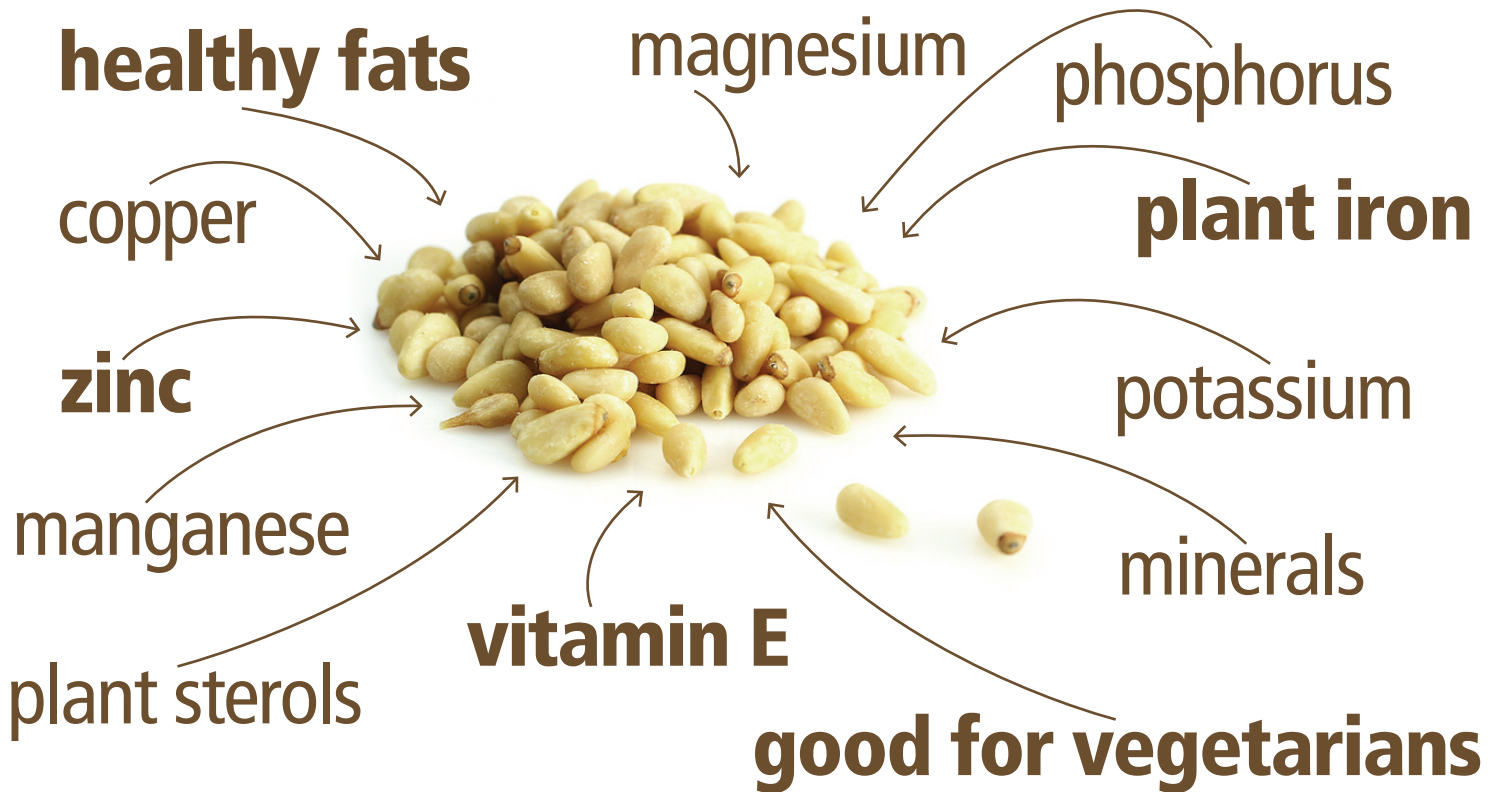 healthy fats
magnesium
phosphorus
copper
plant iron
zinc
potassium
manganese
minerals
vitamin E
plant sterols
good for vegetarians